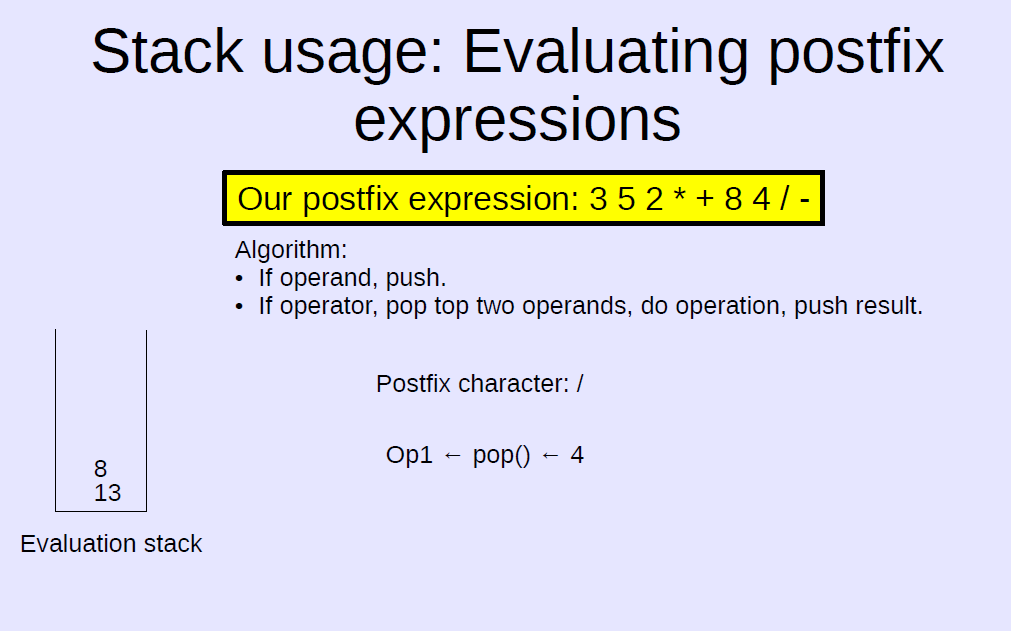 Stack usage: Evaluating postfix
expressions
Our postfix expression: 3 5 2 * + 8 4 / -
Algorithm:
• If operand, push.
• If operator, pop top two operands, do operation, push result.
Postfix character: /
Op1 ← pop() ← 4
8
13
Evaluation stack